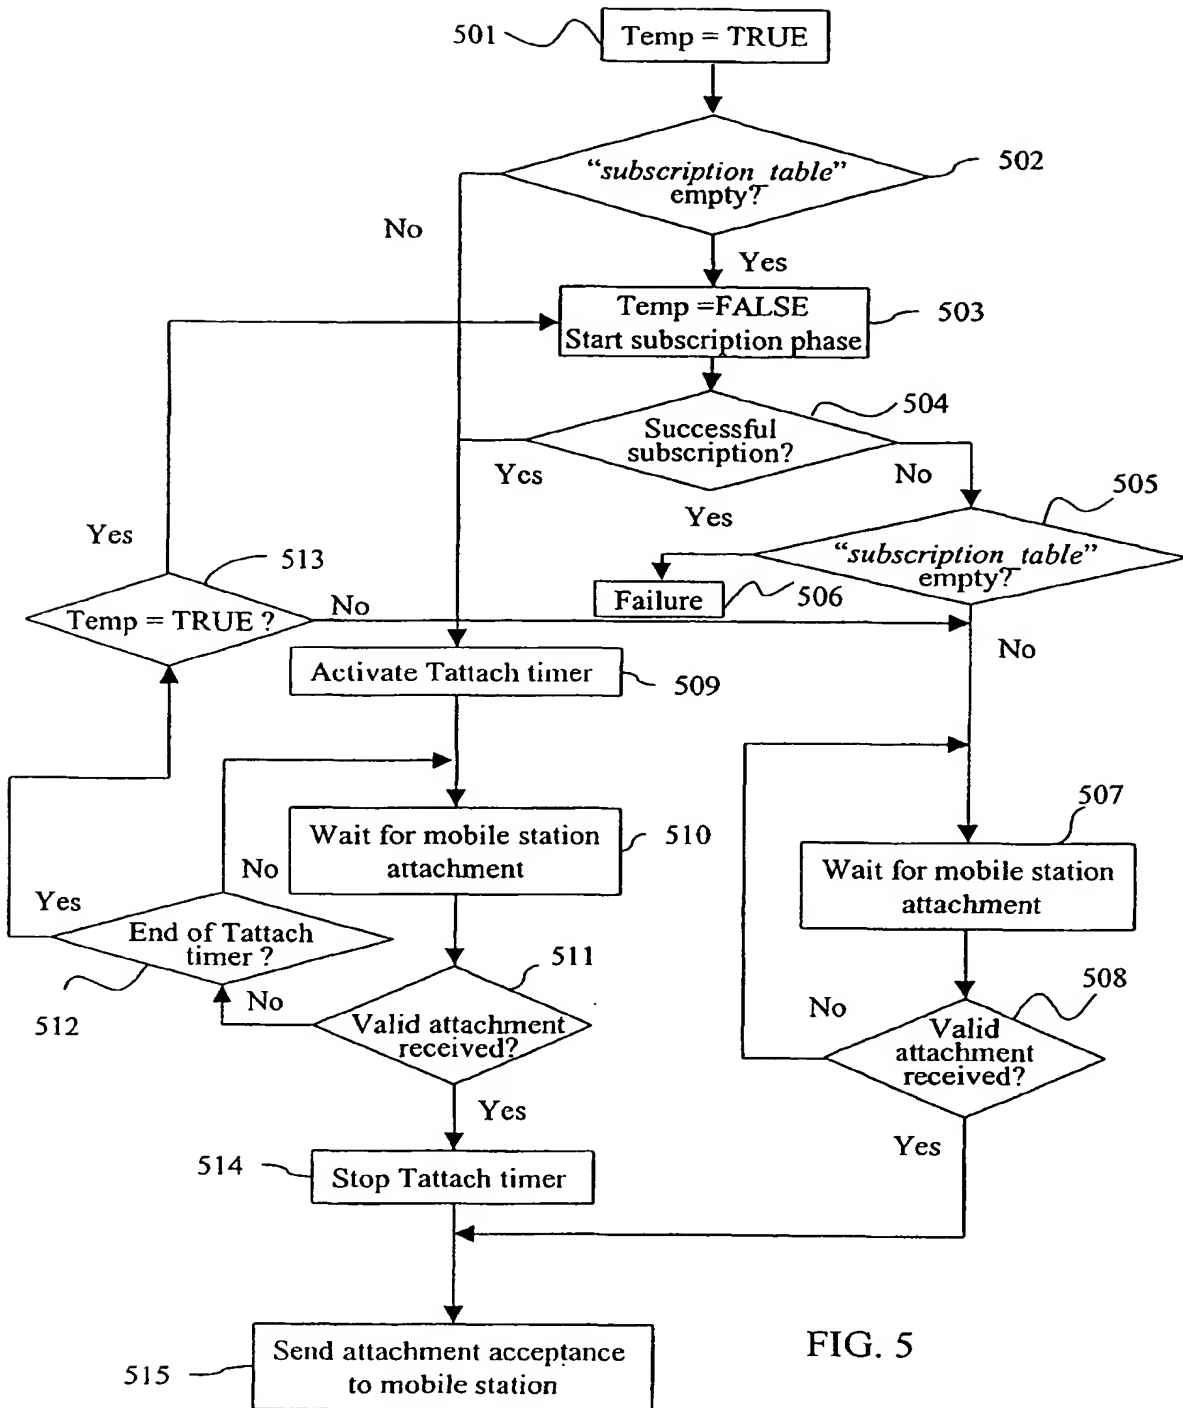 501
Temp = TRUE
"subscription_table"
empty?
502
No
Yes
Temp =FALSE
Start subscription phase
503
504
Successful
subscription?
Yes
No
505
Yes
"subscription_table"
empty?
Yes
513
Failure
506
Temp = TRUE ?
No
No
Activate Tattach timer
509
507
Wait for mobile station
attachment
510
Wait for mobile station
attachment
No
Yes
End of Tattach
timer ?
511
508
512
No
Valid attachment
received?
No
Valid
attachment
received?
Yes
Yes
514
Stop Tattach timer
FIG. 5
515
Send attachment acceptance
to mobile station